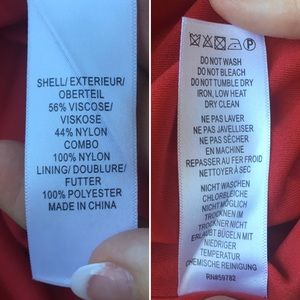 SHELL/ EXTERIEUR/
OBERTEIL
56% VISCOSE/
VISKOSE
44% NYLON
COMBO
100% NYLON
LINING/ DOUBLURE/
FUTTER
100% POLYESTER
MADE IN CHINA
DO NOT WASH
DO NOT BLEACH
DO NOT TUMBLE DRY
IRON, LOW HEAT
DRY CLEAN
NE PAS LAVER
NE PAS JAVELLISER
NE PAS SÈCHER
EN MACHINE
REPASSER AU FER FROID
NETTOYER À SEC
NICHT WASCHEN
CHLORBLEICHE
NICHT MÖGLICH
TROCKNEN IM
TROCKNER NICHT
ERLAUBT BÜGELN MIT
NIEDRIGER
TEMPERATUR
CHEMISCHE REINIGUNG
RN#59782